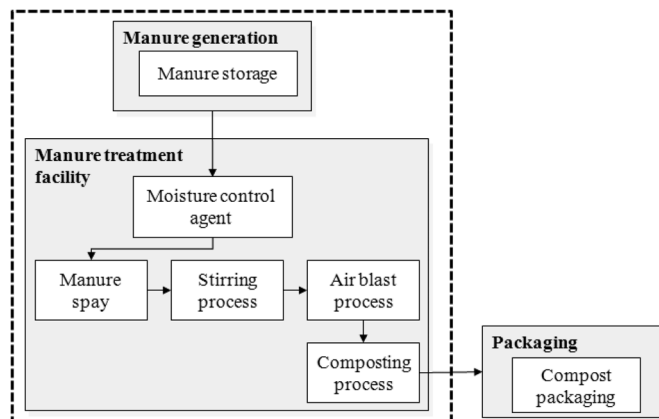 Manure generation
Manure storage
Manure treatment
facility
Moisture control
agent
Manure
spay
Stirring
process
Air blast
process
Composting
process
Packaging
Compost
packaging